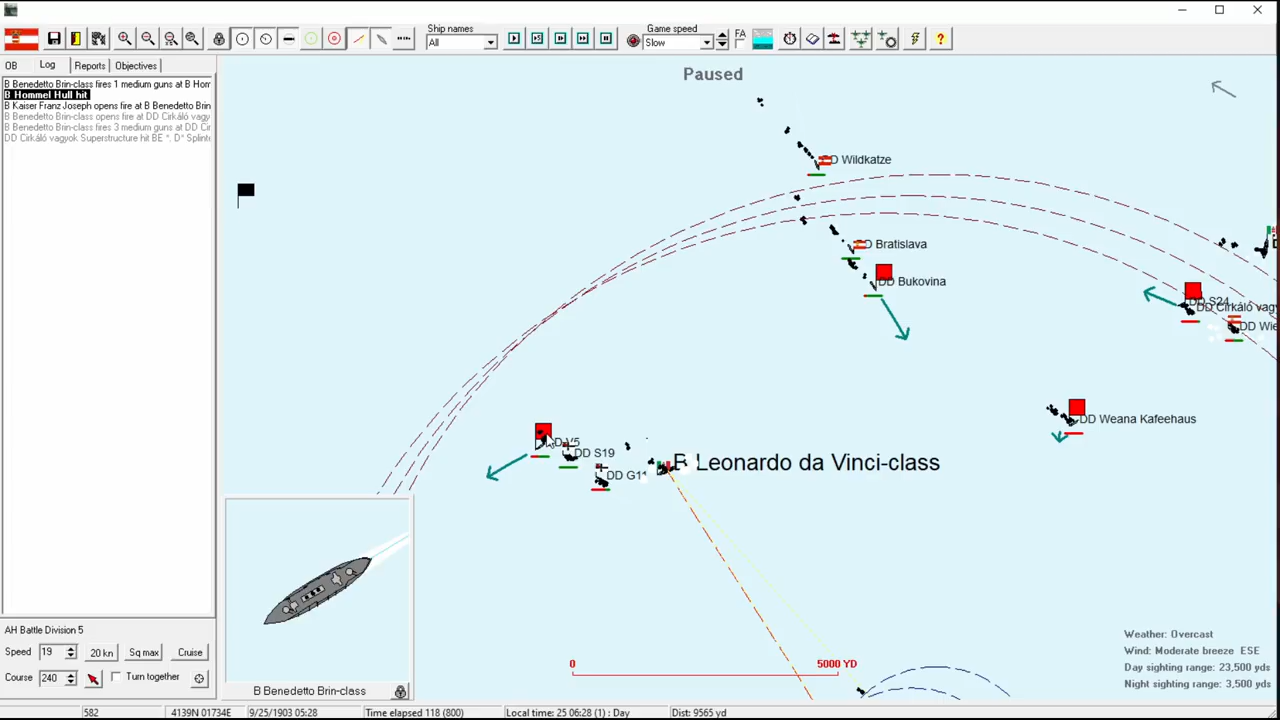 Ship names
Game speed
All
Slow
FA
OB
Log
Reports
Objectives
B Benedetto Brin-class fires 1 medium guns at B Hom
B Hommel Hull hit
B Kaiser Franz Joseph opens fire at B Benedetto Brin
B Benedetto Brin-class opens fire at DD Cirkáló vagy
B Benedetto Brin-class fires 3 medium guns at DD Cir
DD Cirkáló vagyok Superstructure hit BE *. D* Splinte
Paused
DD Wildkatze
DD Bratislava
DD Bukovina
DD S24
DD Cirkáló vagy
DD Wie
DD Weana Kafeehaus
DD V5
DD S19
DD G11
B Leonardo da Vinci-class
0
5000 YD
Weather: Overcast
Wind: Moderate breeze ESE
Day sighting range: 23,500 yds
Night sighting range: 3,500 yds
AH Battle Division 5
Speed 19 20 kn Sq max Cruise
Course 240 Turn together
B Benedetto Brin-class
582 4139N 01734E 9/25/1903 05:28 Time elapsed 118 (800) Local time: 25 06:28 (1) : Day Dist: 9565 yd